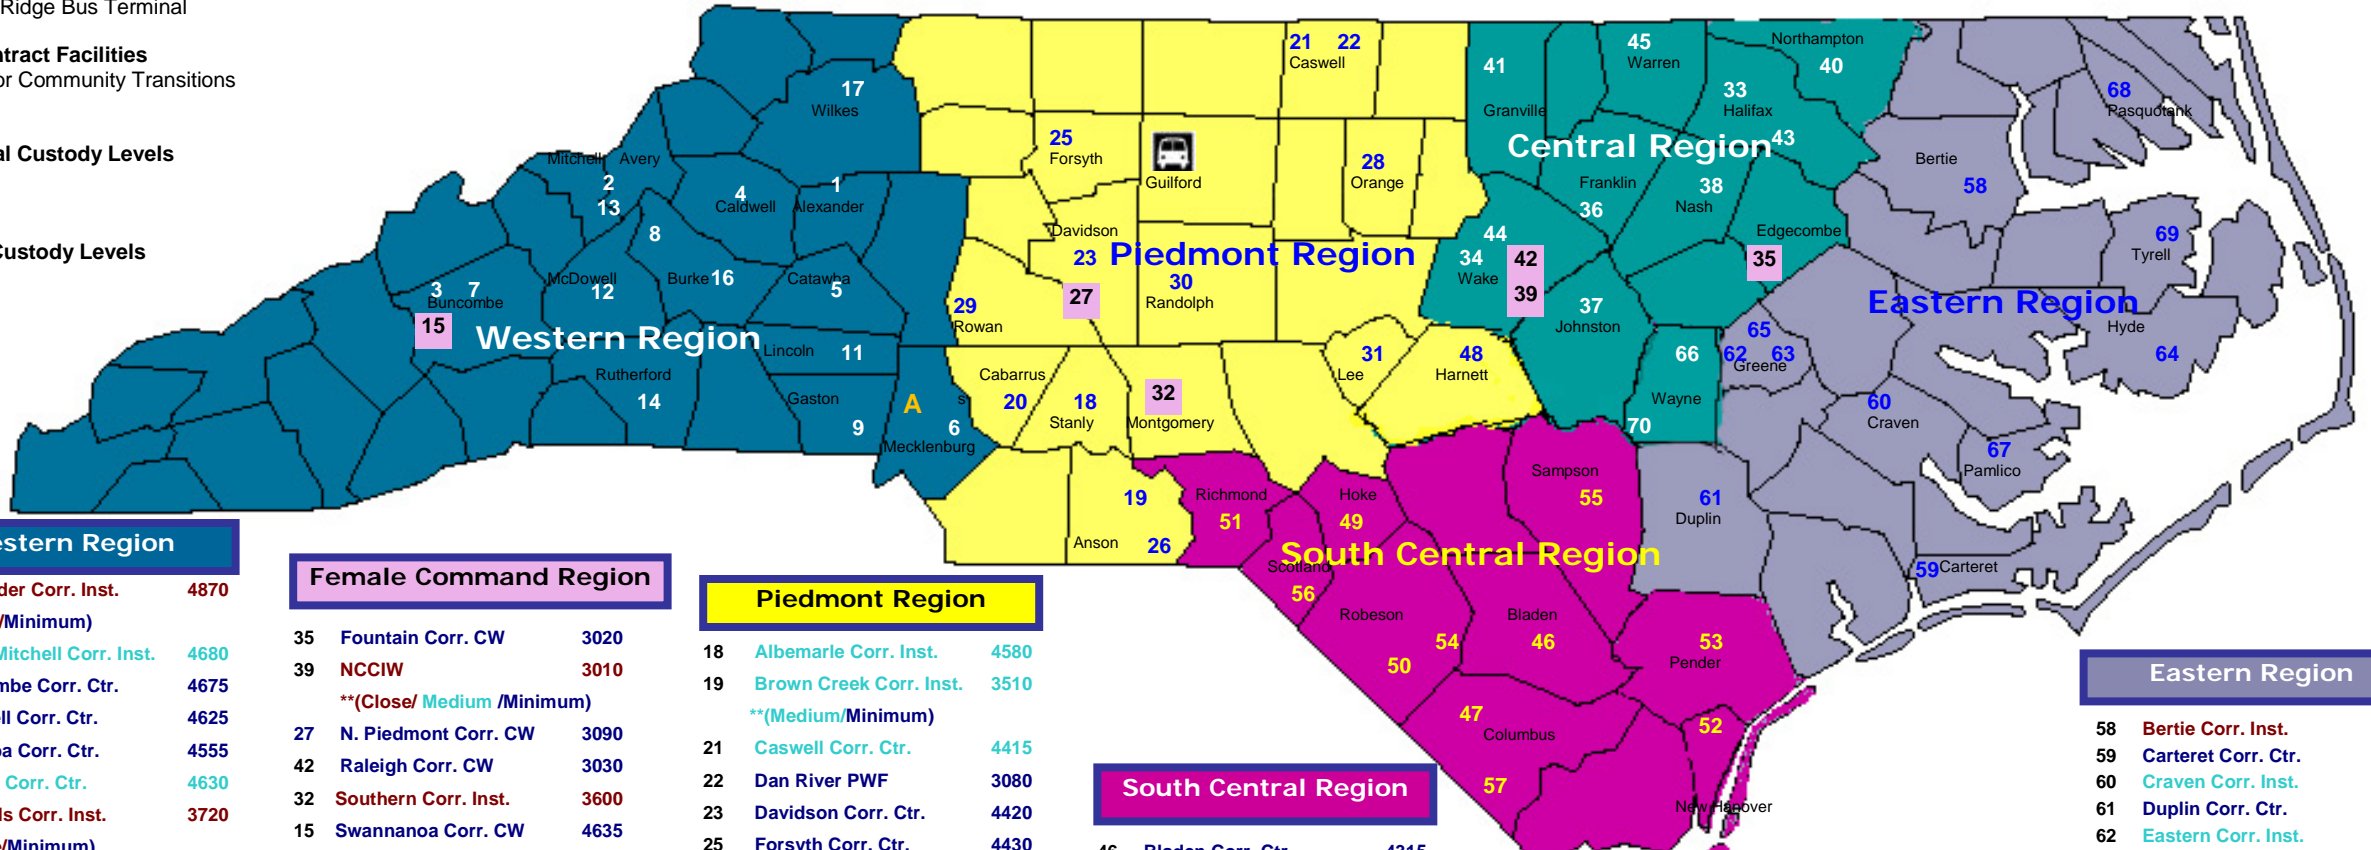 Ridge Bus Terminal
ntract Facilities
or Community Transitions
al Custody Levels
Custody Levels
21 22
Caswell
41
Granville
45
Warren
Northampton
40
17
Wilkes
33
Halifax
43
68
Pasquotank
25
Forsyth
Guilford
28
Orange
Central Region
Mitchell Avery
2
13
4
Caldwell
1
Alexander
Franklin
36
38
Nash
Bertie
58
8
Davidson
23
Piedmont Region
30
Randolph
44
34
Wake
42
39
Edgecombe
35
69
Tyrell
McDowell
12
Burke 16
Catawba
5
3 7
Buncombe
15
Western Region
29
Rowan
27
37
Johnston
Eastern Region
Hyde
64
Lincoln 11
Rutherford
14
Gaston
9
A
s
6
Mecklenburg
Cabarrus
20
18
Stanly
32
Montgomery
31
Lee
48
Harnett
66
Wayne
70
65
62 63
Greene
60
Craven
67
Pamlico
19
Anson 26
Richmond
51
Hoke
49
Sampson
55
61
Duplin
South Central Region
Scotland
56
59 Carteret
Robeson
54
50
Bladen
46
53
Pender
47
Columbus
52
57
New Hanover
estern Region
der Corr. Inst. 4870
/Minimum)
Mitchell Corr. Inst. 4680
mbe Corr. Ctr. 4675
ll Corr. Ctr. 4625
ba Corr. Ctr. 4555
Corr. Ctr. 4630
ls Corr. Inst. 3720
/Minimum)
Female Command Region
35 Fountain Corr. CW 3020
39 NCCIW 3010
**(Close/ Medium /Minimum)
27 N. Piedmont Corr. CW 3090
42 Raleigh Corr. CW 3030
32 Southern Corr. Inst. 3600
15 Swannanoa Corr. CW 4635
Piedmont Region
18 Albemarle Corr. Inst. 4580
19 Brown Creek Corr. Inst. 3510
**(Medium/Minimum)
21 Caswell Corr. Ctr. 4415
22 Dan River PWF 3080
23 Davidson Corr. Ctr. 4420
25 Forsyth Corr. Ctr. 4430
South Central Region
46 Bladen Corr. Ctr. 4315
Eastern Region
58 Bertie Corr. Inst.
59 Carteret Corr. Ctr.
60 Craven Corr. Inst.
61 Duplin Corr. Ctr.
62 Eastern Corr. Inst.